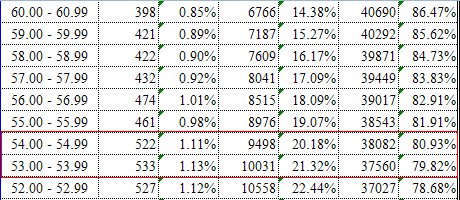 60.00 - 60.99 398 0.85% 6766 14.38% 40690 86.47%
59.00 - 59.99 421 0.89% 7187 15.27% 40292 85.62%
58.00 - 58.99 422 0.90% 7609 16.17% 39871 84.73%
57.00 - 57.99 432 0.92% 8041 17.09% 39449 83.83%
56.00 - 56.99 474 1.01% 8515 18.09% 39017 82.91%
55.00 - 55.99 461 0.98% 8976 19.07% 38543 81.91%
54.00 - 54.99 522 1.11% 9498 20.18% 38082 80.93%
53.00 - 53.99 533 1.13% 10031 21.32% 37560 79.82%
52.00 - 52.99 527 1.12% 10558 22.44% 37027 78.68%